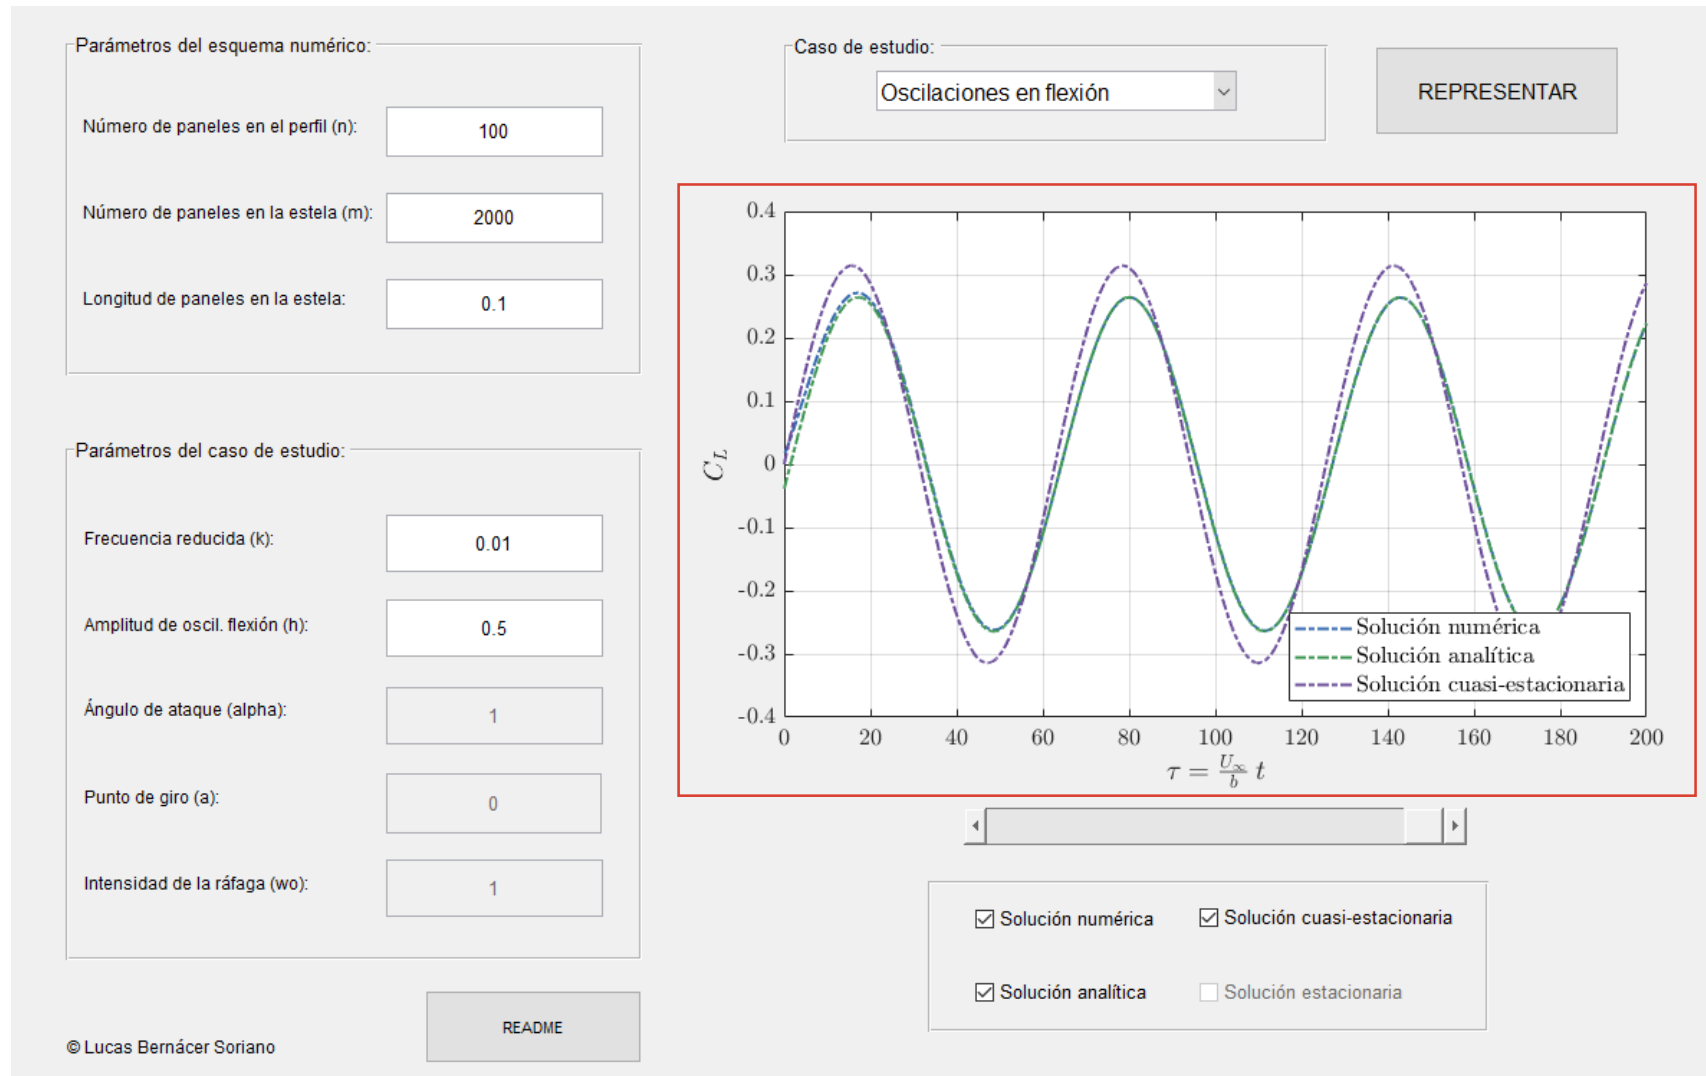 Parámetros del esquema numérico:
Número de paneles en el perfil (n):
100
Número de paneles en la estela (m):
2000
Longitud de paneles en la estela:
0.1
Parámetros del caso de estudio:
Frecuencia reducida (k):
0.01
Amplitud de oscil. flexión (h):
0.5
Ángulo de ataque (alpha):
1
Punto de giro (a):
0
Intensidad de la ráfaga (wo):
1
README
© Lucas Bernácer Soriano
Caso de estudio:
Oscilaciones en flexión
REPRESENTAR
0.4
0.3
0.2
0.1
0
-0.1
-0.2
-0.3
-0.4
C_L
0 20 40 60 80 100 120 140 160 180 200
τ = U∞/b t
Solución numérica
Solución analítica
Solución cuasi-estacionaria
Solución numérica
Solución cuasi-estacionaria
Solución analítica
Solución estacionaria